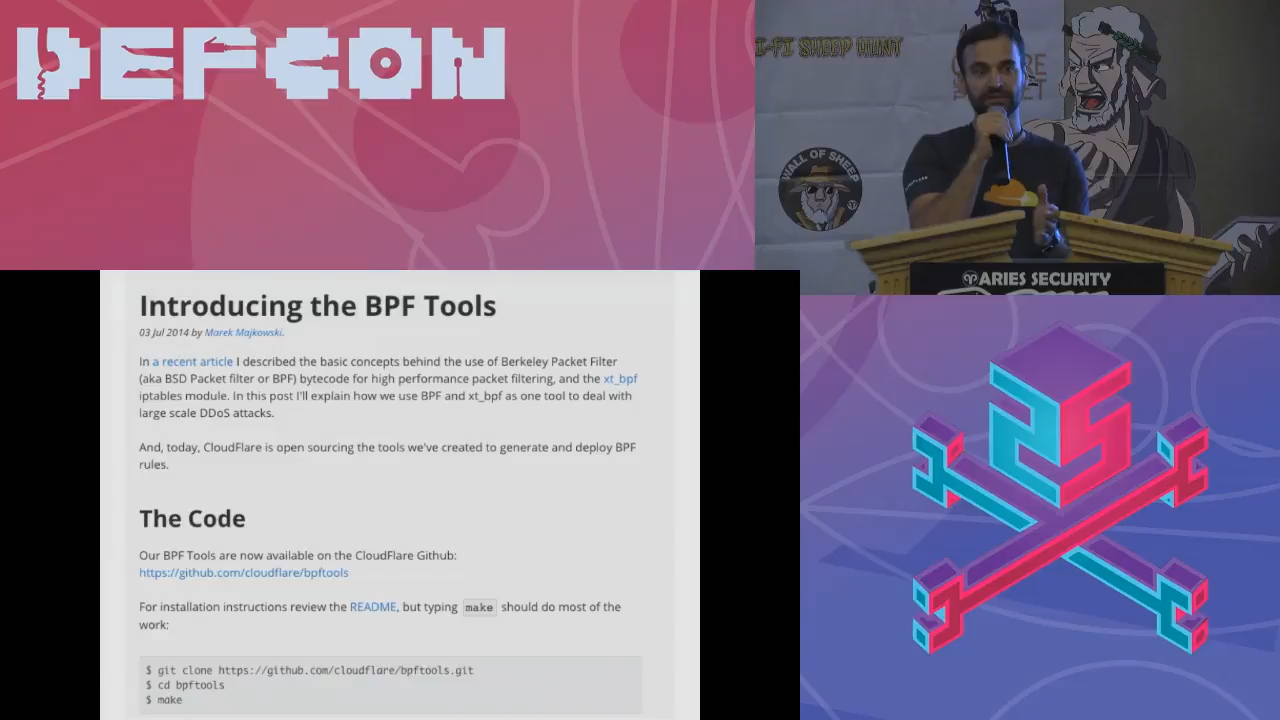 DEFCON
I-FI SHEEP HUNT
WALL OF SHEEP
ARIES SECURITY
Introducing the BPF Tools
03 Jul 2014 by Marek Majkowski.
In a recent article I described the basic concepts behind the use of Berkeley Packet Filter
(aka BSD Packet filter or BPF) bytecode for high performance packet filtering, and the xt_bpf
iptables module. In this post I'll explain how we use BPF and xt_bpf as one tool to deal with
large scale DDoS attacks.
And, today, CloudFlare is open sourcing the tools we've created to generate and deploy BPF
rules.
The Code
Our BPF Tools are now available on the CloudFlare Github:
https://github.com/cloudflare/bpftools
For installation instructions review the README, but typing make should do most of the
work:
$ git clone https://github.com/cloudflare/bpftools.git
$ cd bpftools
$ make
25